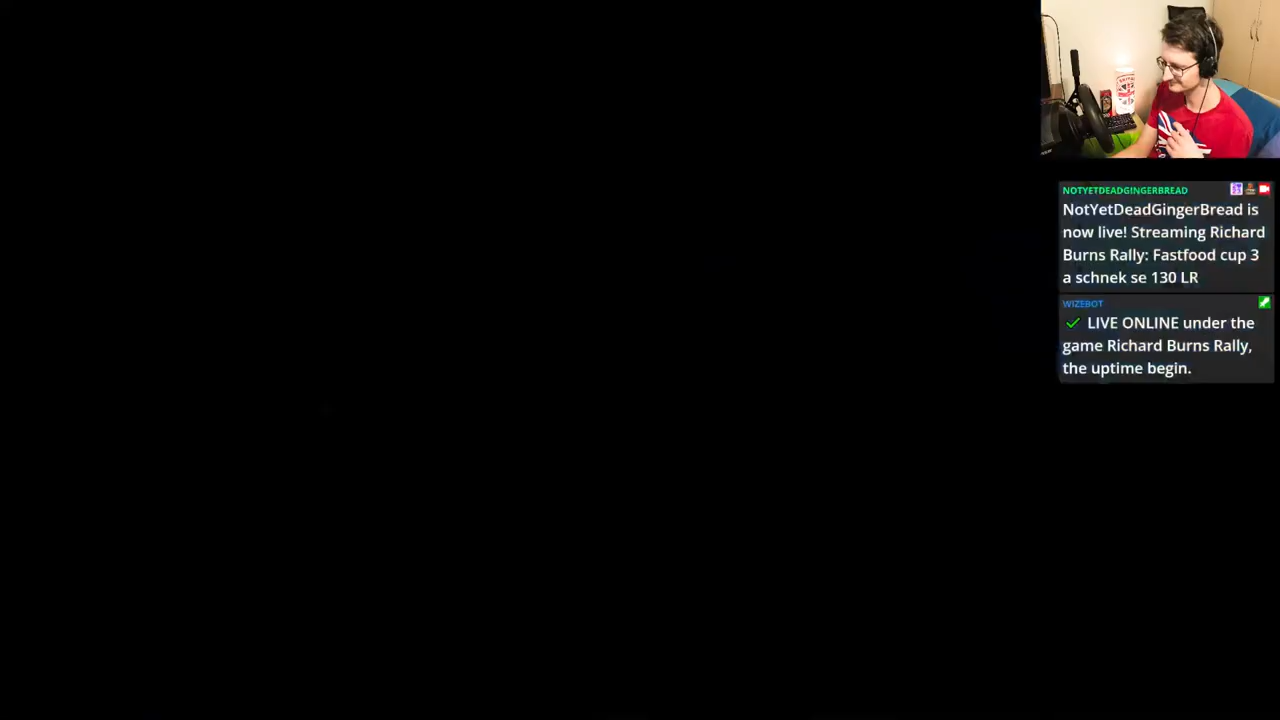 NOTYETDEADGINGERBREAD
NotYetDeadGingerBread is
now live! Streaming Richard
Burns Rally: Fastfood cup 3
a schnek se 130 LR
WIZEBOT
LIVE ONLINE under the
game Richard Burns Rally,
the uptime begin.